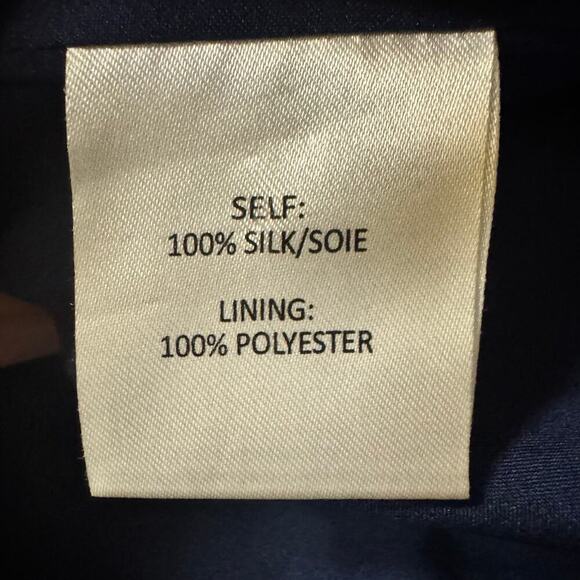 SELF:
100% SILK/SOIE
LINING:
100% POLYESTER